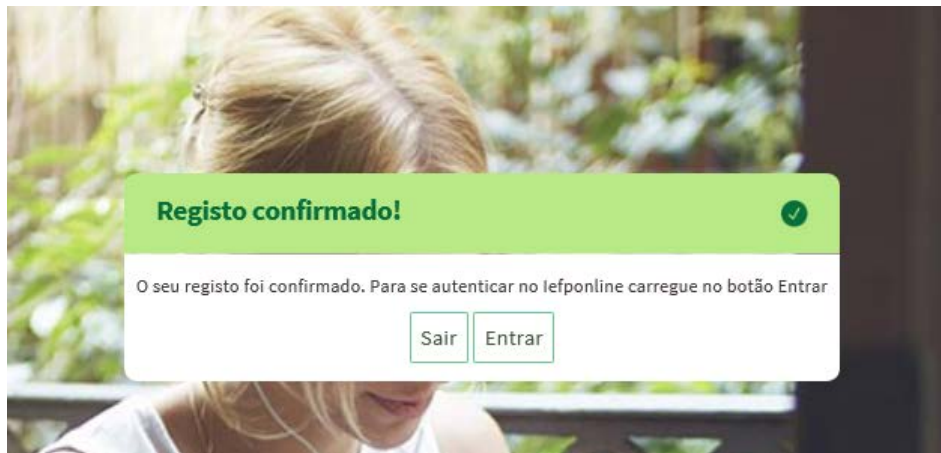 Registo confirmado!
O seu registo foi confirmado. Para se autenticar no Iefponline carregue no botão Entrar
Sair Entrar